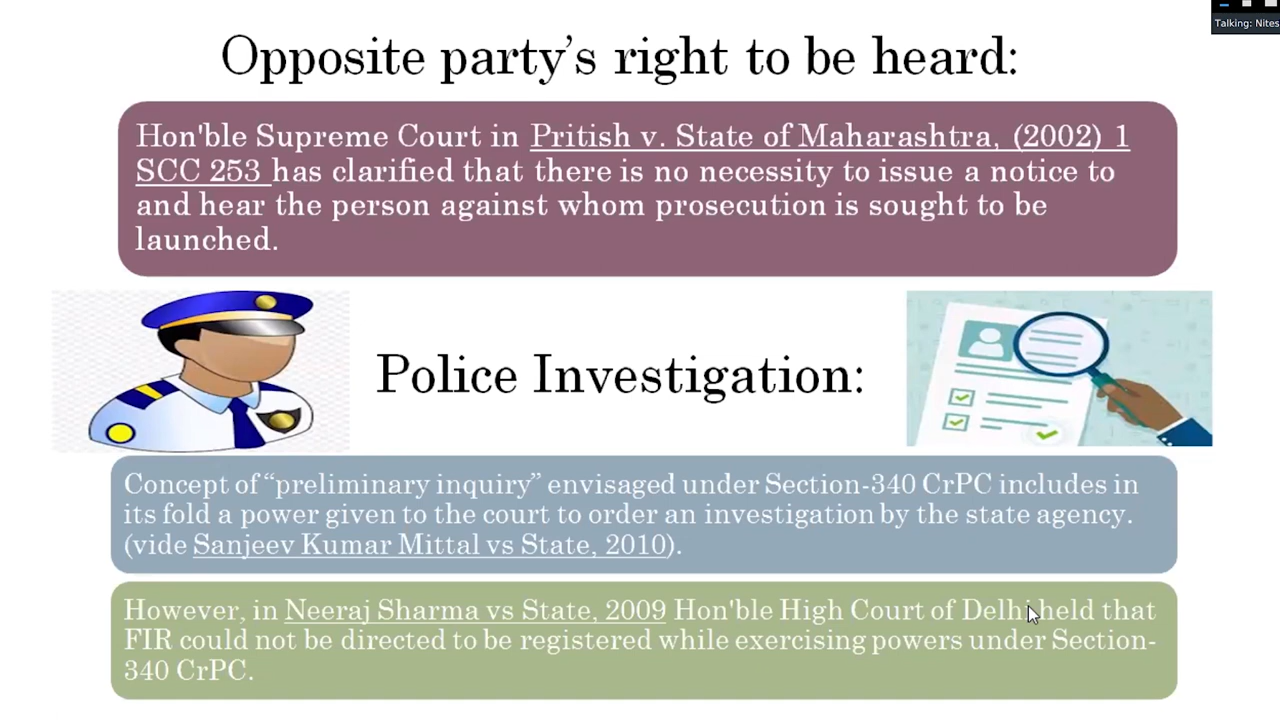 Talking: Nites
Opposite party's right to be heard:
Hon'ble Supreme Court in Pritish v. State of Maharashtra, (2002) 1
SCC 253 has clarified that there is no necessity to issue a notice to
and hear the person against whom prosecution is sought to be
launched.
Police Investigation:
Concept of “preliminary inquiry” envisaged under Section-340 CrPC includes in
its fold a power given to the court to order an investigation by the state agency.
(vide Sanjeev Kumar Mittal vs State, 2010).
However, in Neeraj Sharma vs State, 2009 Hon'ble High Court of Delhi held that
FIR could not be directed to be registered while exercising powers under Section-
340 CrPC.